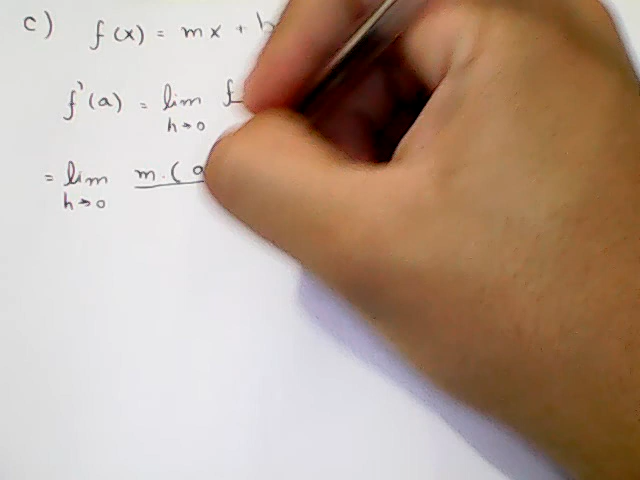 c) f(x) = mx +
f'(a) = lim
h→0
= lim m.(
h→0